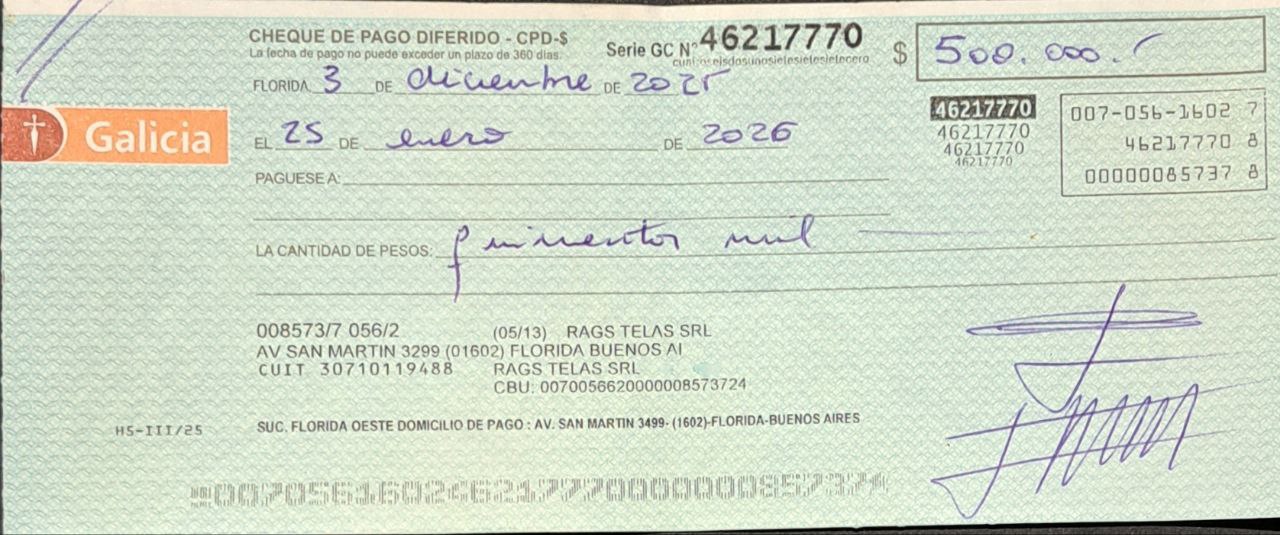 CHEQUE DE PAGO DIFERIDO - CPD-$
La fecha de pago no puede exceder un plazo de 360 días.
Serie GC N° 46217770
cuatroseisdosunosietesietesietecero
$ 500.000.-
FLORIDA 3 DE diciembre DE 2025
Galicia
EL 25 DE enero DE 2026
46217770
46217770
46217770
46217770
007-056-1602 7
46217770 8
00000085737 8
PAGUESE A:
LA CANTIDAD DE PESOS: quinientos mil
008573/7 056/2 (05/13) RAGS TELAS SRL
AV SAN MARTIN 3299 (01602) FLORIDA BUENOS AI
CUIT 30710119488 RAGS TELAS SRL
CBU: 0070056620000008573724
HS-III/25
SUC. FLORIDA OESTE DOMICILIO DE PAGO : AV. SAN MARTIN 3499- (1602)-FLORIDA-BUENOS AIRES